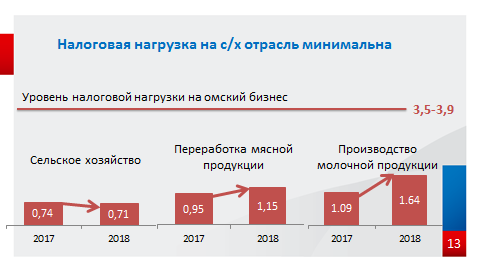 Налоговая нагрузка на с/х отрасль минимальна
Уровень налоговой нагрузки на омский бизнес
3,5-3,9
Сельское хозяйство
Переработка мясной
продукции
Производство
молочной продукции
0,74
0,71
0,95
1,15
1.09
1.64
2017
2018
2017
2018
2017
2018
13